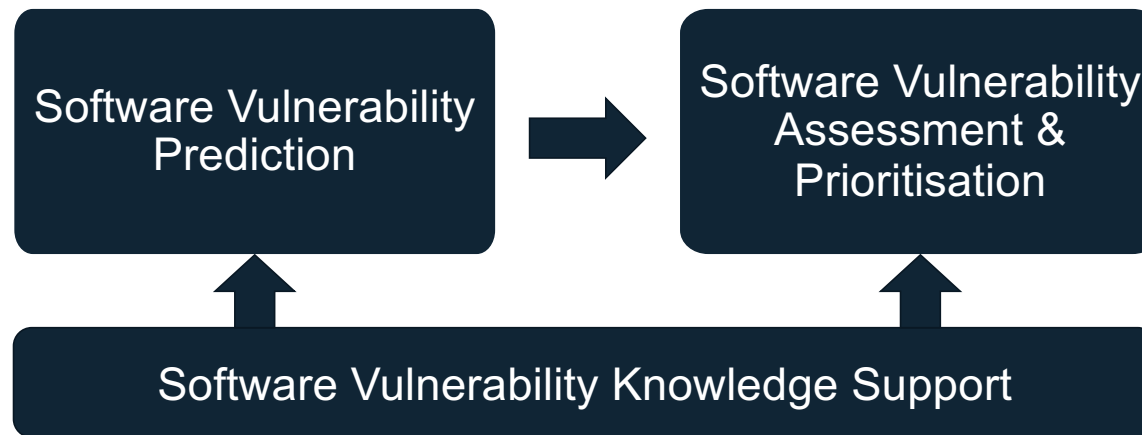 Software Vulnerability
Prediction
Software Vulnerability
Assessment &
Prioritisation
Software Vulnerability Knowledge Support